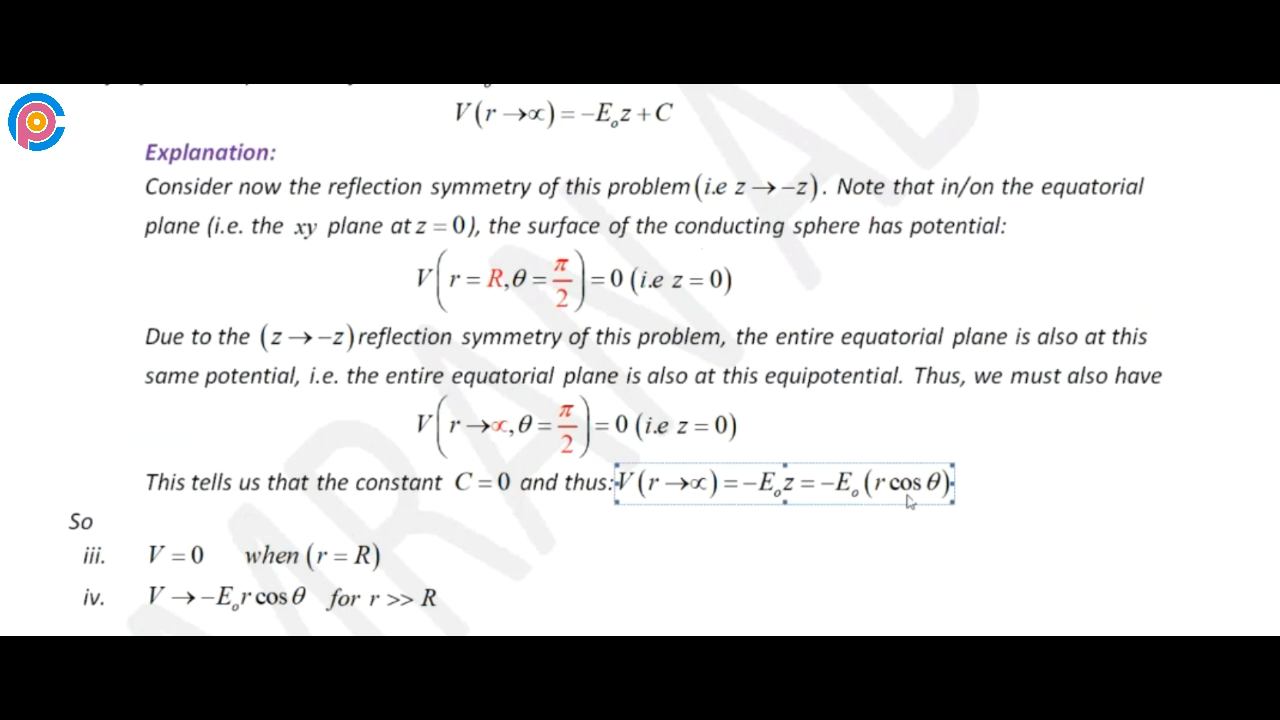 V(r→∝) = −E₀z + C
Explanation:
Consider now the reflection symmetry of this problem (i.e z → −z). Note that in/on the equatorial
plane (i.e. the xy plane at z = 0), the surface of the conducting sphere has potential:
V(r = R, θ = π/2) = 0 (i.e z = 0)
Due to the (z → −z) reflection symmetry of this problem, the entire equatorial plane is also at this
same potential, i.e. the entire equatorial plane is also at this equipotential. Thus, we must also have
V(r →∝, θ = π/2) = 0 (i.e z = 0)
This tells us that the constant C = 0 and thus: V(r →∝) = −E₀z = −E₀(r cos θ)
So
iii. V = 0 when (r = R)
iv. V → −E₀r cos θ for r >> R